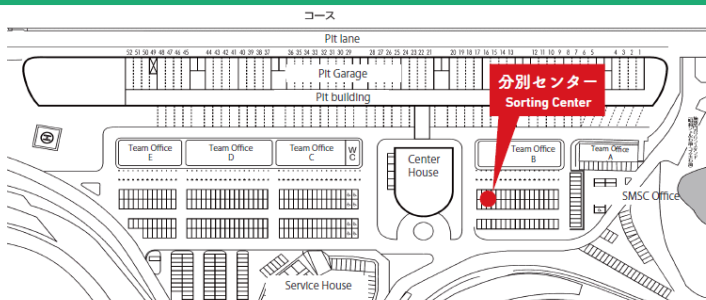 コース
Pit lane
52 51 50 49 48 47 46 45 44 43 42 41 40 39 38 37 36 35 34 33 32 31 30 29 28 27 26 25 24 23 22 21 20 19 18 17 16 15 14 13 12 11 10 9 8 7 6 5 4 3 2 1
Pit Garage
Pit building
分別センター
Sorting Center
H
Team Office
E
Team Office
D
Team Office
C
WC
Center
House
Team Office
B
Team Office
A
SMSC Office
Service House